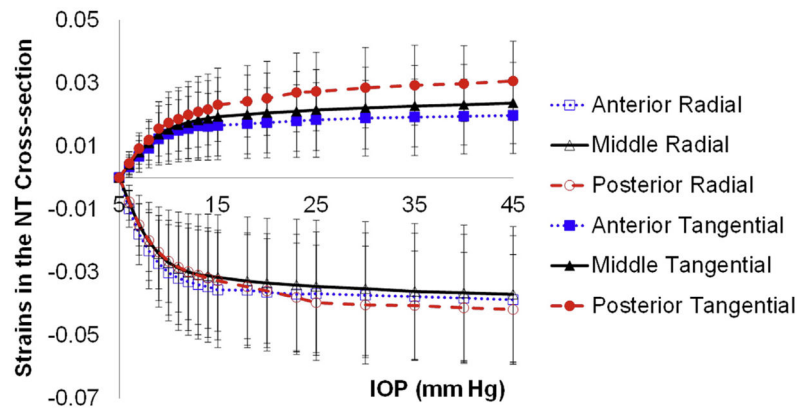 0.05
0.03
0.01
-0.01
-0.03
-0.05
-0.07
Strains in the NT Cross-section
5 15 25 35 45
IOP (mm Hg)
Anterior Radial
Middle Radial
Posterior Radial
Anterior Tangential
Middle Tangential
Posterior Tangential